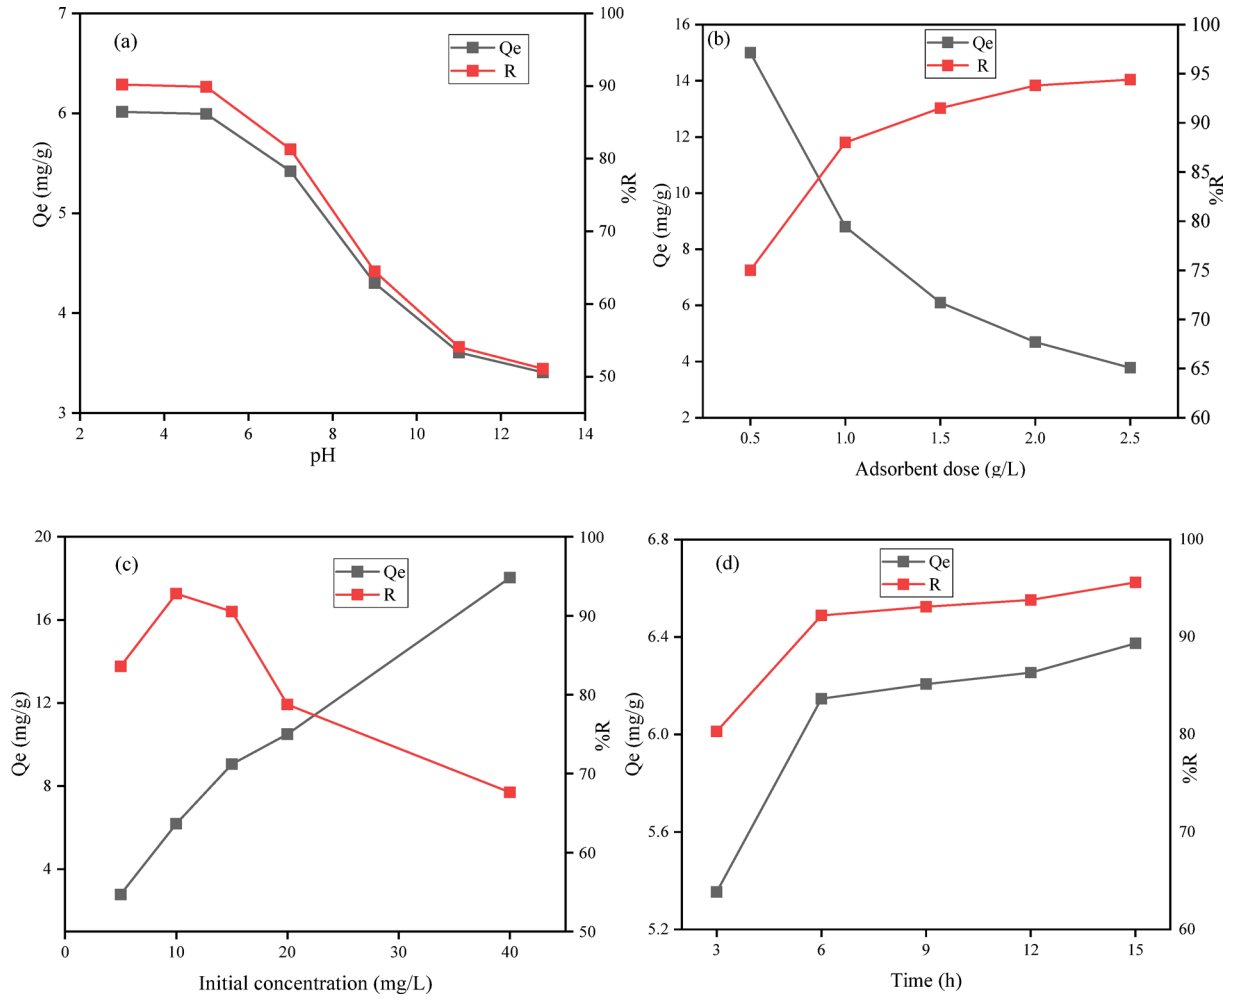 (a)
Qe
R
7
6
5
4
3
Qe (mg/g)
100
90
80
70
60
50
%R
2 4 6 8 10 12 14
pH
(b)
Qe
R
16
14
12
10
8
6
4
2
Qe (mg/g)
100
95
90
85
80
75
70
65
60
%R
0.5 1.0 1.5 2.0 2.5
Adsorbent dose (g/L)
(c)
Qe
R
20
16
12
8
4
Qe (mg/g)
100
90
80
70
60
50
%R
0 10 20 30 40
Initial concentration (mg/L)
(d)
Qe
R
6.8
6.4
6.0
5.6
5.2
Qe (mg/g)
100
90
80
70
60
%R
3 6 9 12 15
Time (h)